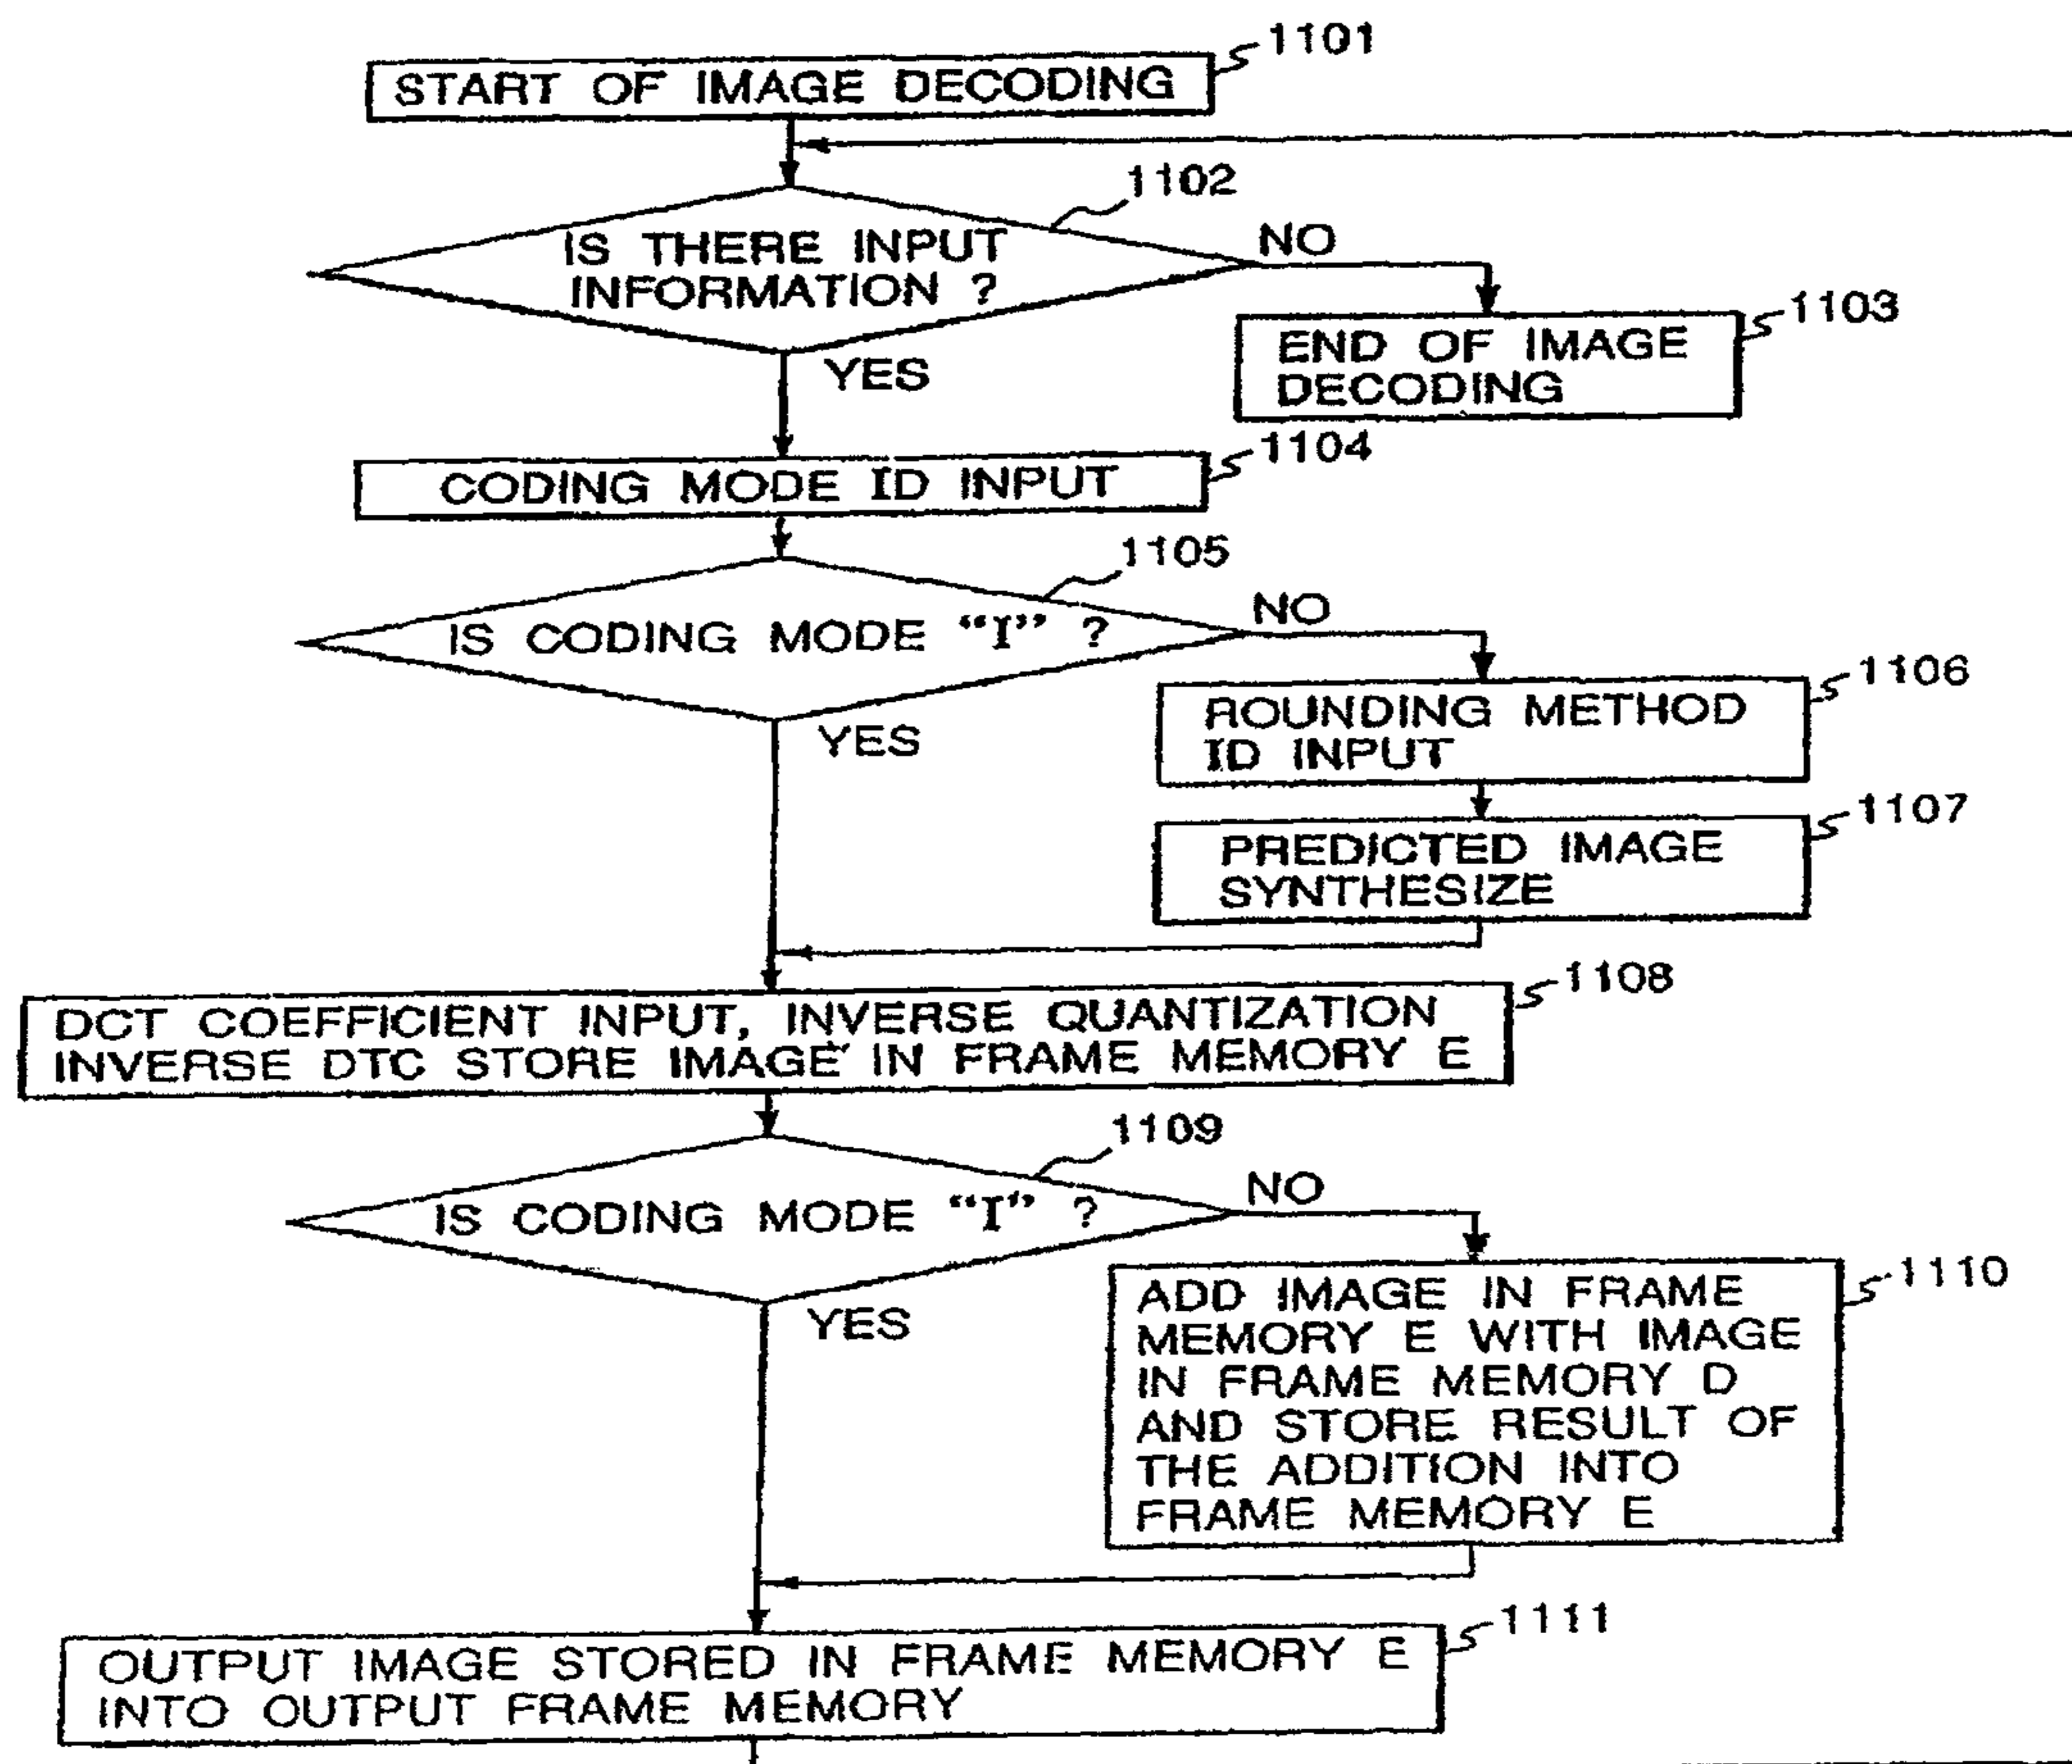 1101
START OF IMAGE DECODING
1102
IS THERE INPUT
INFORMATION ?
NO
YES
1103
END OF IMAGE
DECODING
1104
CODING MODE ID INPUT
1105
IS CODING MODE “I” ?
NO
YES
1106
ROUNDING METHOD
ID INPUT
1107
PREDICTED IMAGE
SYNTHESIZE
1108
DCT COEFFICIENT INPUT, INVERSE QUANTIZATION
INVERSE DTC STORE IMAGE IN FRAME MEMORY E
1109
IS CODING MODE “I” ?
NO
YES
1110
ADD IMAGE IN FRAME
MEMORY E WITH IMAGE
IN FRAME MEMORY D
AND STORE RESULT OF
THE ADDITION INTO
FRAME MEMORY E
1111
OUTPUT IMAGE STORED IN FRAME MEMORY E
INTO OUTPUT FRAME MEMORY